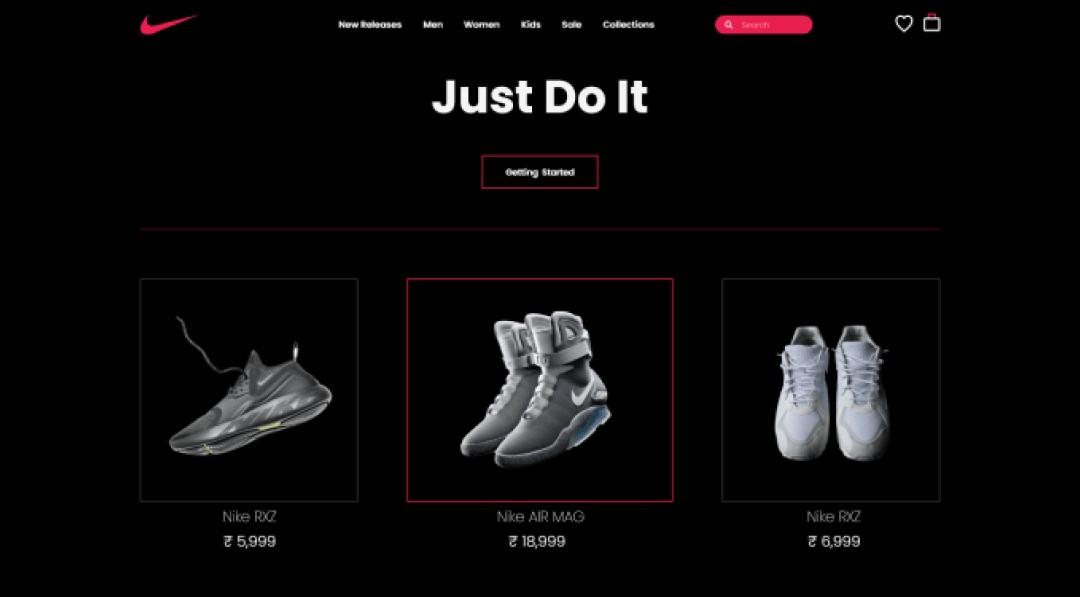 New Releases Men Women Kids Sale Collections Search
Just Do It
Getting Started
Nike RXZ
₹ 5,999
Nike AIR MAG
₹ 18,999
Nike RXZ
₹ 6,999